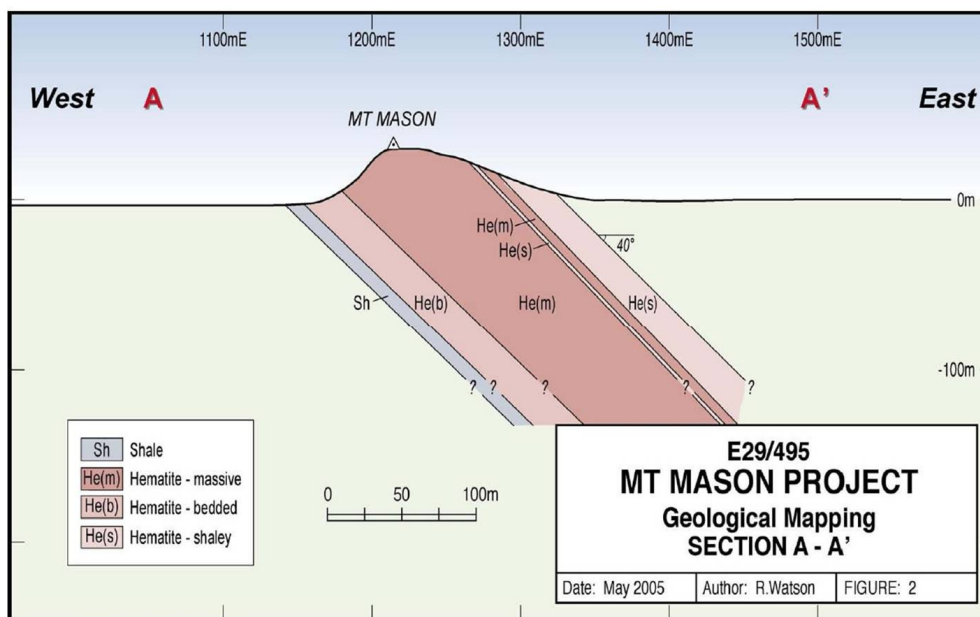 1100mE 1200mE 1300mE 1400mE 1500mE
West A A' East
MT MASON
0m
He(m)
He(s)
40°
Sh He(b) He(m) He(s)
-100m
? ? ? ? ?
Sh Shale
He(m) Hematite - massive
He(b) Hematite - bedded
He(s) Hematite - shaley
0 50 100m
E29/495
MT MASON PROJECT
Geological Mapping
SECTION A - A'
Date: May 2005 Author: R.Watson FIGURE: 2